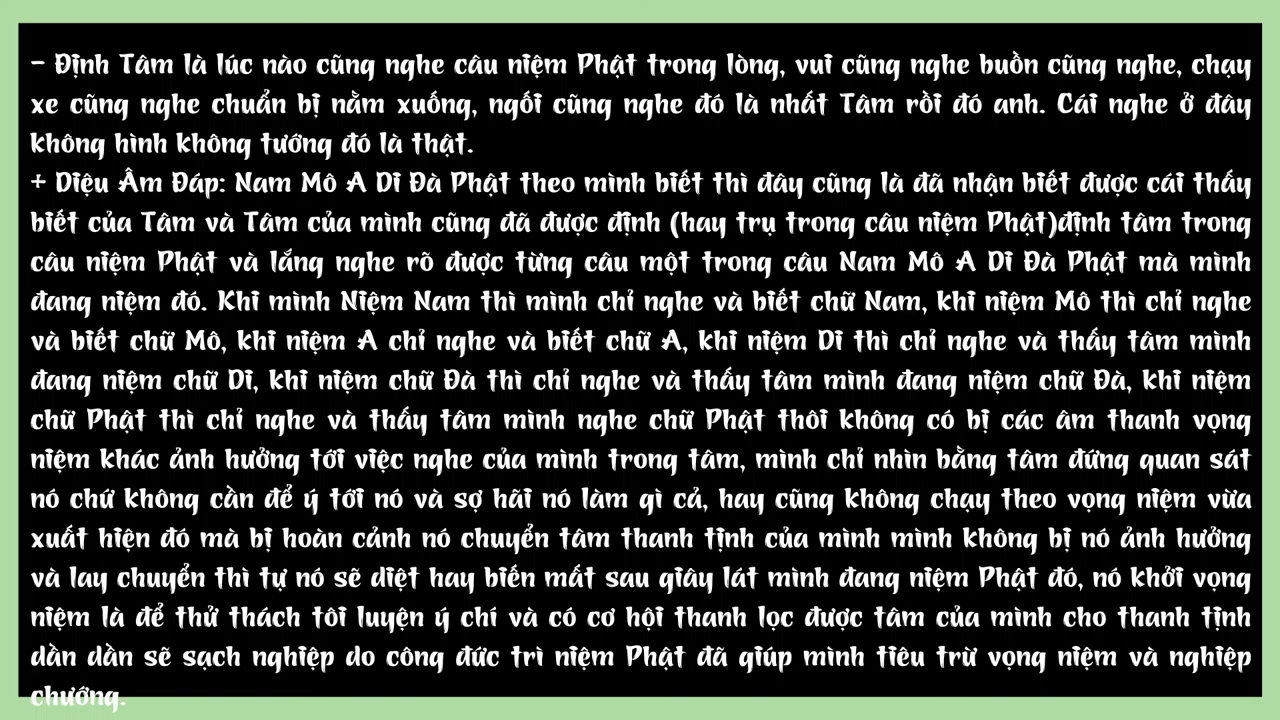 – Định Tâm là lúc nào cũng nghe câu niệm Phật trong lòng, vui cũng nghe buồn cũng nghe, chạy
xe cũng nghe chuẩn bị nằm xuống, ngối cũng nghe đó là nhất Tâm rồi đó anh. Cái nghe ở đây
không hình không tướng đó là thật.
+ Diệu Âm Đáp: Nam Mô A Di Đà Phật theo mình biết thì đây cũng là đã nhận biết được cái thấy
biết của Tâm và Tâm của mình cũng đã được định (hay trụ trong câu niệm Phật)định tâm trong
câu niệm Phật và lắng nghe rõ được từng câu một trong câu Nam Mô A Di Đà Phật mà mình
đang niệm đó. Khi mình Niệm Nam thì mình chỉ nghe và biết chữ Nam, khi niệm Mô thì chỉ nghe
và biết chữ Mô, khi niệm A chỉ nghe và biết chữ A, khi niệm Di thì chỉ nghe và thấy tâm mình
đang niệm chữ Di, khi niệm chữ Đà thì chỉ nghe và thấy tâm mình đang niệm chữ Đà, khi niệm
chữ Phật thì chỉ nghe và thấy tâm mình nghe chữ Phật thôi không có bị các âm thanh vọng
niệm khác ảnh hưởng tới việc nghe của mình trong tâm, mình chỉ nhìn bằng tâm đứng quan sát
nó chứ không cần để ý tới nó và sợ hãi nó làm gì cả, hay cũng không chạy theo vọng niệm vừa
xuất hiện đó mà bị hoàn cảnh nó chuyển tâm thanh tịnh của mình mình không bị nó ảnh hưởng
và lay chuyển thì tự nó sẽ diệt hay biến mất sau giây lát mình đang niệm Phật đó, nó khởi vọng
niệm là để thử thách tôi luyện ý chí và có cơ hội thanh lọc được tâm của mình cho thanh tịnh
dần dần sẽ sạch nghiệp do công đức trì niệm Phật đã giúp mình tiêu trừ vọng niệm và nghiệp
chướng.